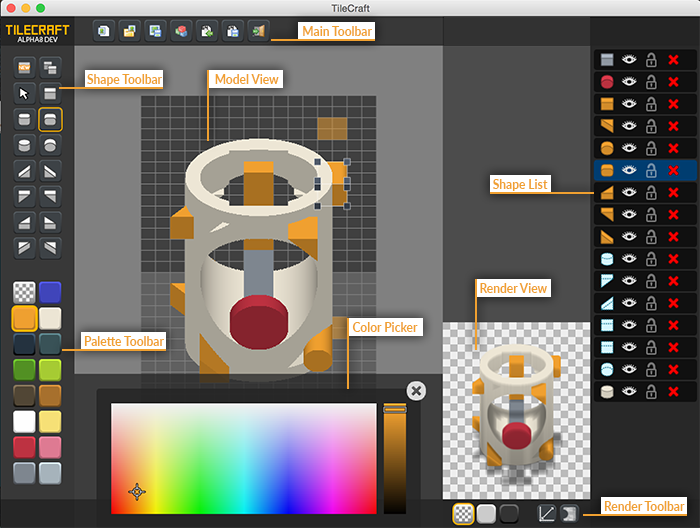 TileCraft
TILECRAFT
ALPHA8 DEV
Main Toolbar
NEW
Shape Toolbar
Model View
Shape List
Render View
Color Picker
Palette Toolbar
Render Toolbar